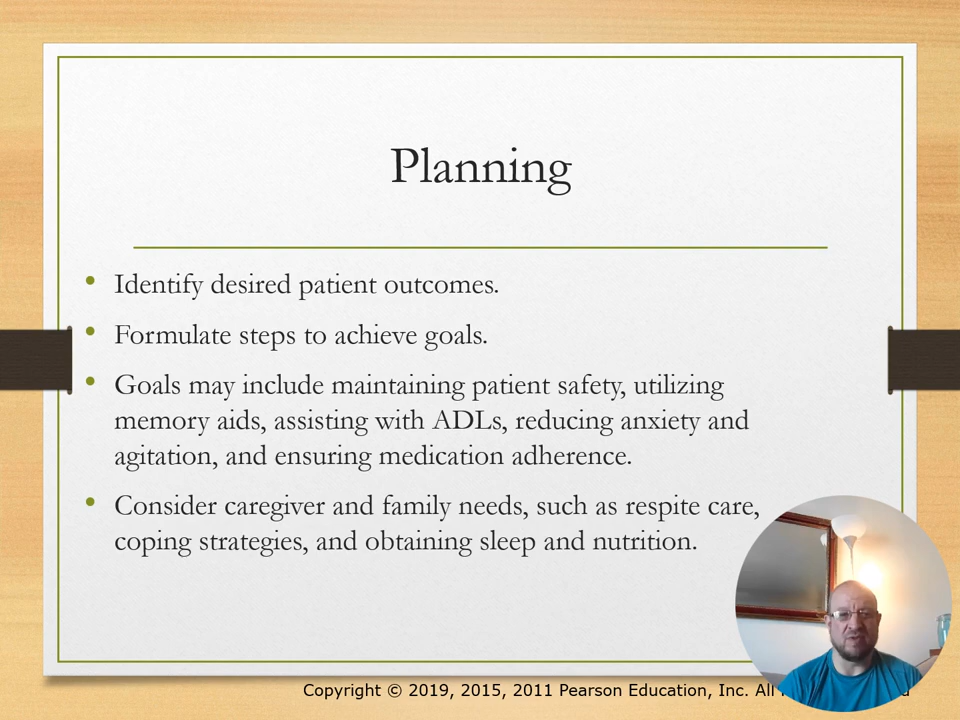 Planning
• Identify desired patient outcomes.
• Formulate steps to achieve goals.
• Goals may include maintaining patient safety, utilizing
memory aids, assisting with ADLs, reducing anxiety and
agitation, and ensuring medication adherence.
• Consider caregiver and family needs, such as respite care,
coping strategies, and obtaining sleep and nutrition.
Copyright © 2019, 2015, 2011 Pearson Education, Inc. All